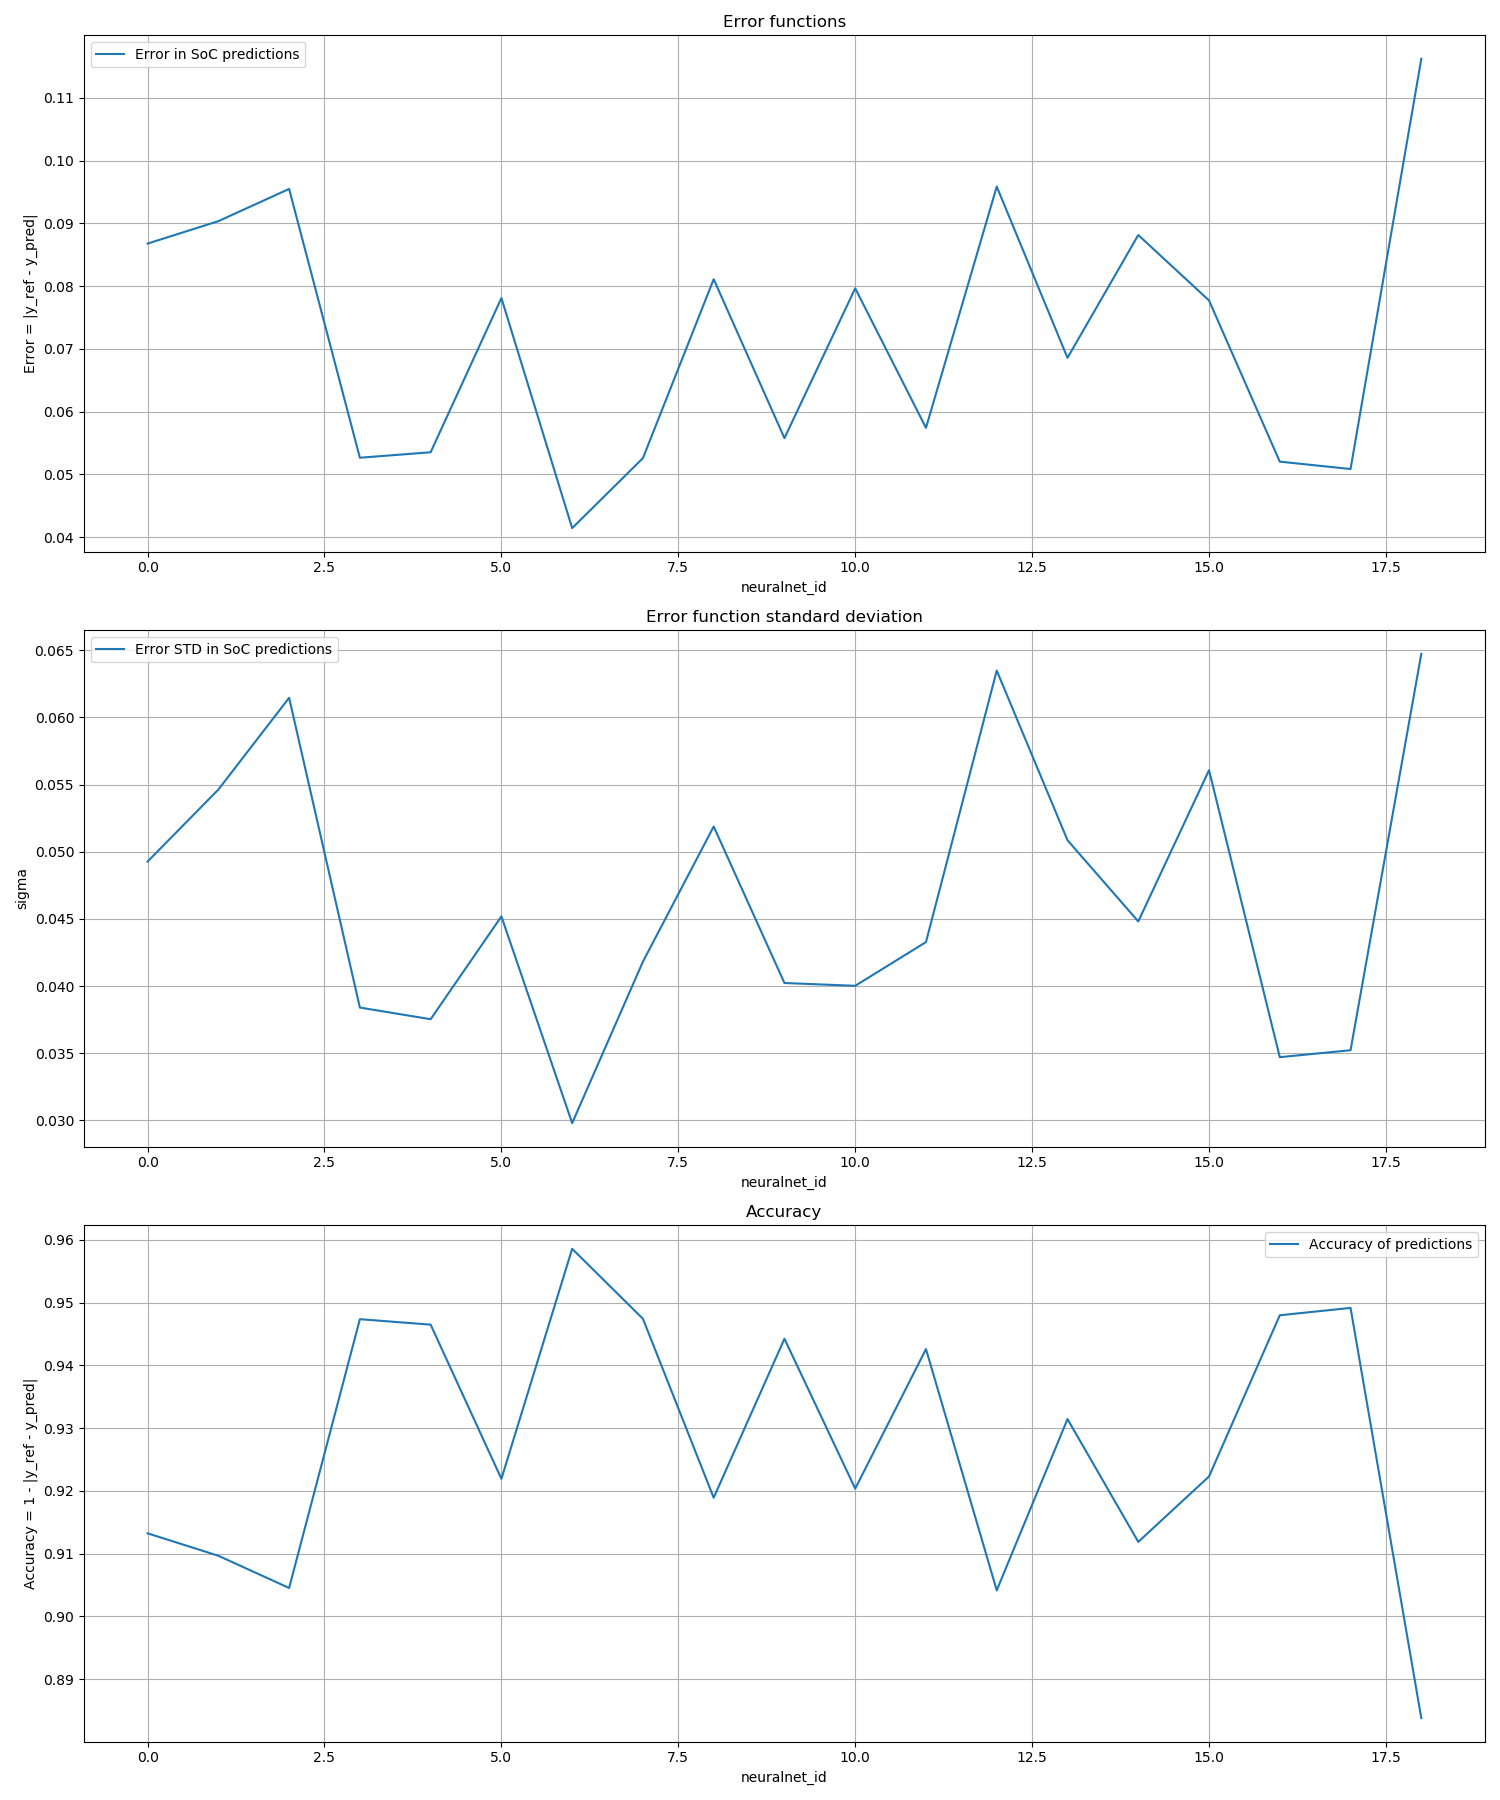 Error functions
Error in SoC predictions
0.11
0.10
0.09
0.08
0.07
0.06
0.05
0.04
Error = |y_ref - y_pred|
0.0 2.5 5.0 7.5 10.0 12.5 15.0 17.5
neuralnet_id
Error function standard deviation
Error STD in SoC predictions
0.065
0.060
0.055
0.050
0.045
0.040
0.035
0.030
sigma
0.0 2.5 5.0 7.5 10.0 12.5 15.0 17.5
neuralnet_id
Accuracy
Accuracy of predictions
0.96
0.95
0.94
0.93
0.92
0.91
0.90
0.89
Accuracy = 1 - |y_ref - y_pred|
0.0 2.5 5.0 7.5 10.0 12.5 15.0 17.5
neuralnet_id